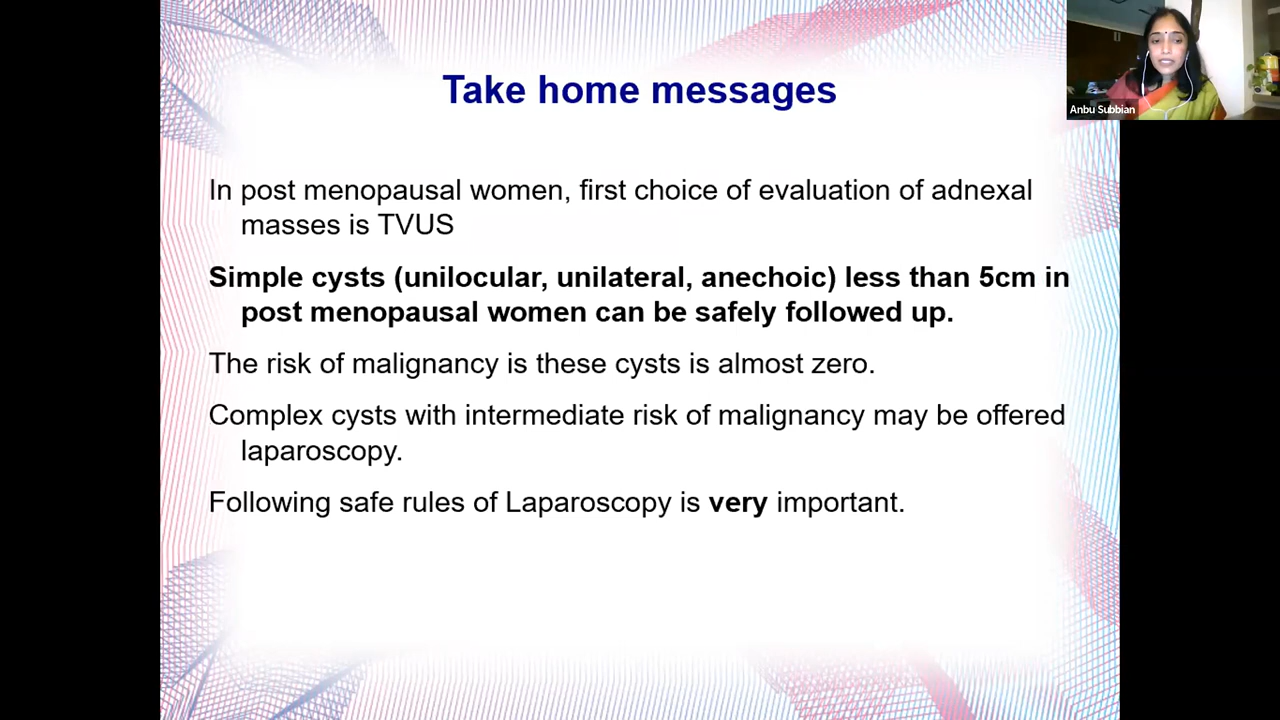 Take home messages
Anbu Subbian
In post menopausal women, first choice of evaluation of adnexal
masses is TVUS
Simple cysts (unilocular, unilateral, anechoic) less than 5cm in
post menopausal women can be safely followed up.
The risk of malignancy is these cysts is almost zero.
Complex cysts with intermediate risk of malignancy may be offered
laparoscopy.
Following safe rules of Laparoscopy is very important.